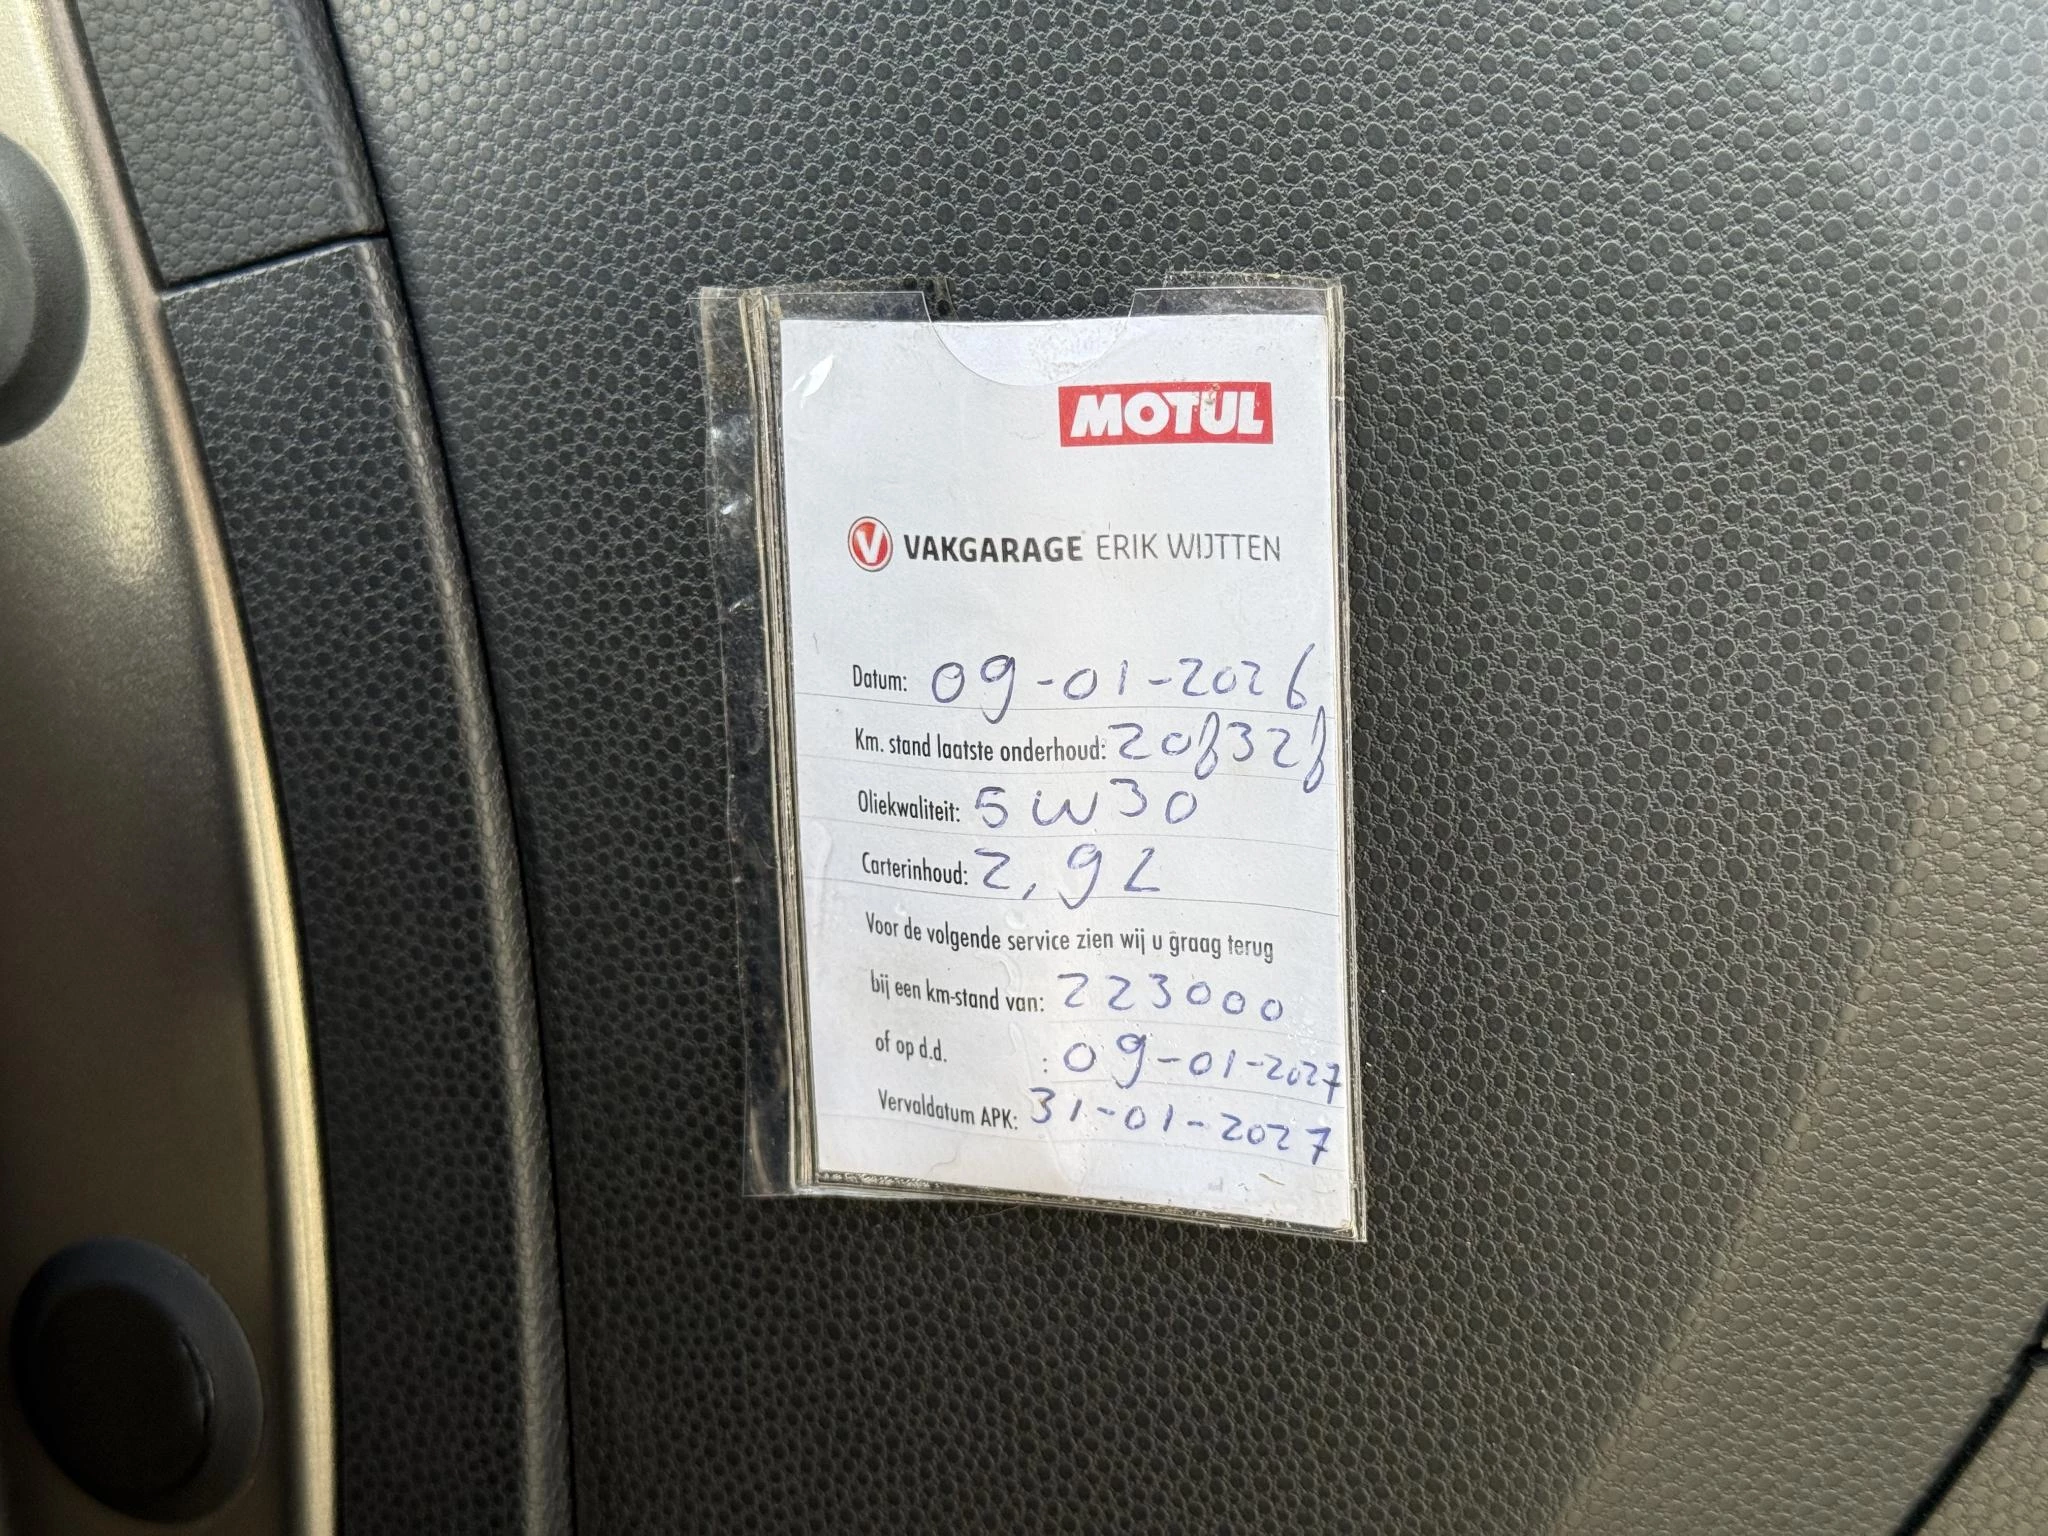 MOTUL
V VAKGARAGE ERIK WIJTTEN
Datum: 09-01-2026
Km. stand laatste onderhoud: 208328
Oliekwaliteit: 5W30
Carterinhoud: 2,9L
Voor de volgende service zien wij u graag terug
bij een km-stand van: 223000
of op d.d. : 09-01-2027
Vervaldatum APK: 31-01-2027